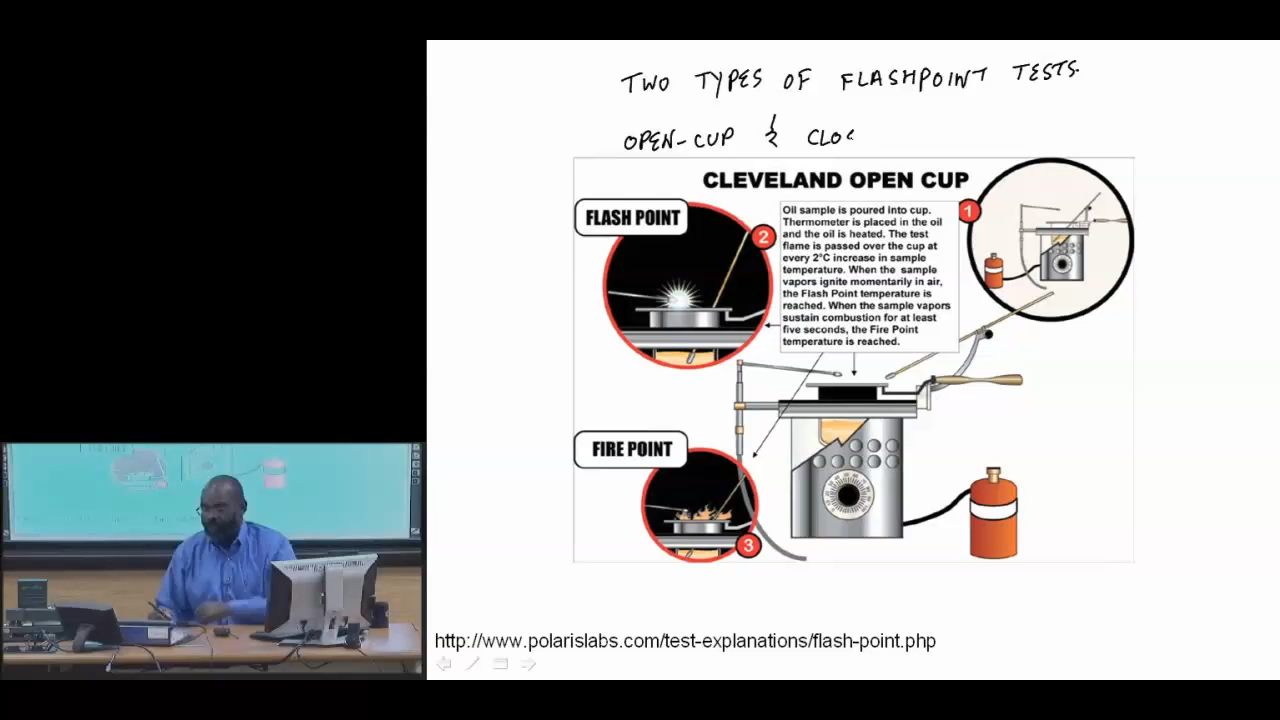 TWO TYPES OF FLASHPOINT TESTS.
OPEN-CUP & CLOS
CLEVELAND OPEN CUP
FLASH POINT
2
Oil sample is poured into cup.
Thermometer is placed in the oil
and the oil is heated. The test
flame is passed over the cup at
every 2°C increase in sample
temperature. When the sample
vapors ignite momentarily in air,
the Flash Point temperature is
reached. When the sample vapors
sustain combustion for at least
five seconds, the Fire Point
temperature is reached.
1
FIRE POINT
3
http://www.polarislabs.com/test-explanations/flash-point.php